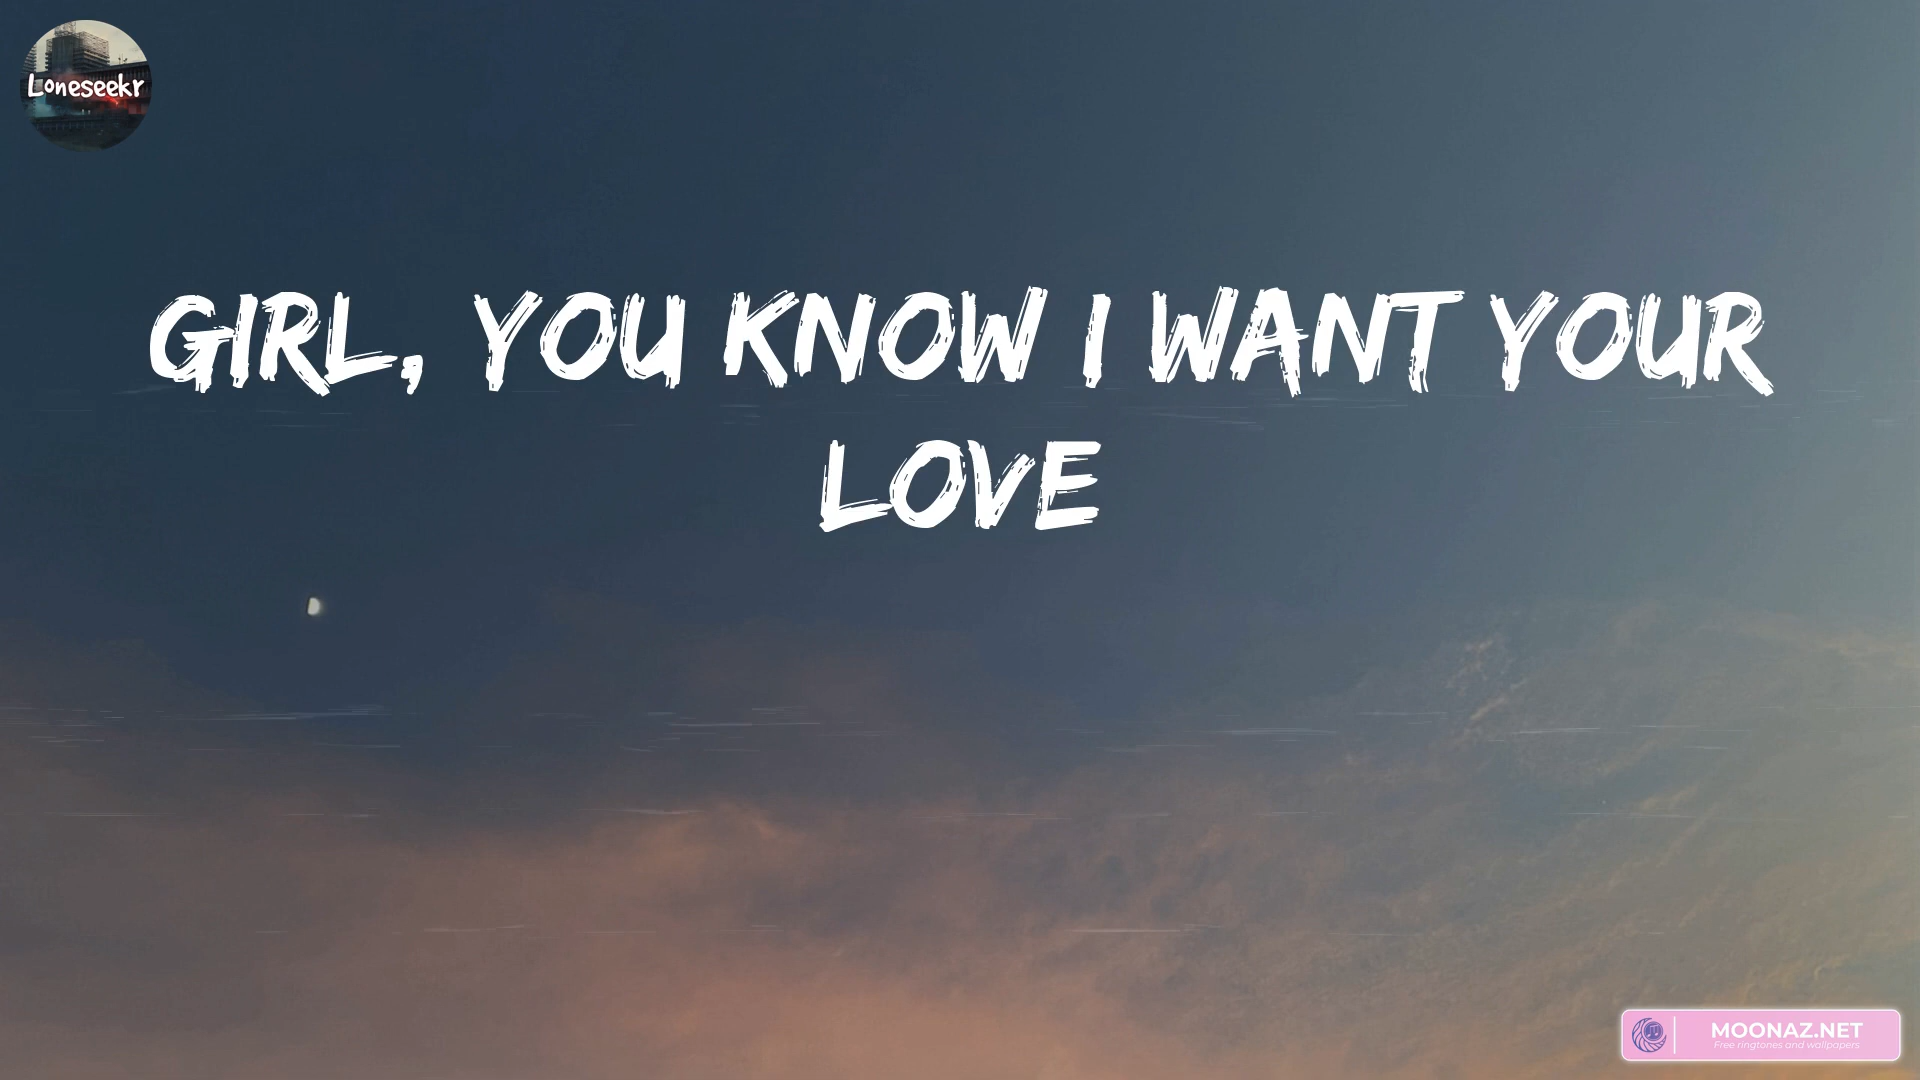 Loneseekr
GIRL, YOU KNOW I WANT YOUR
LOVE
MOONAZ.NET
Free ringtones and wallpapers